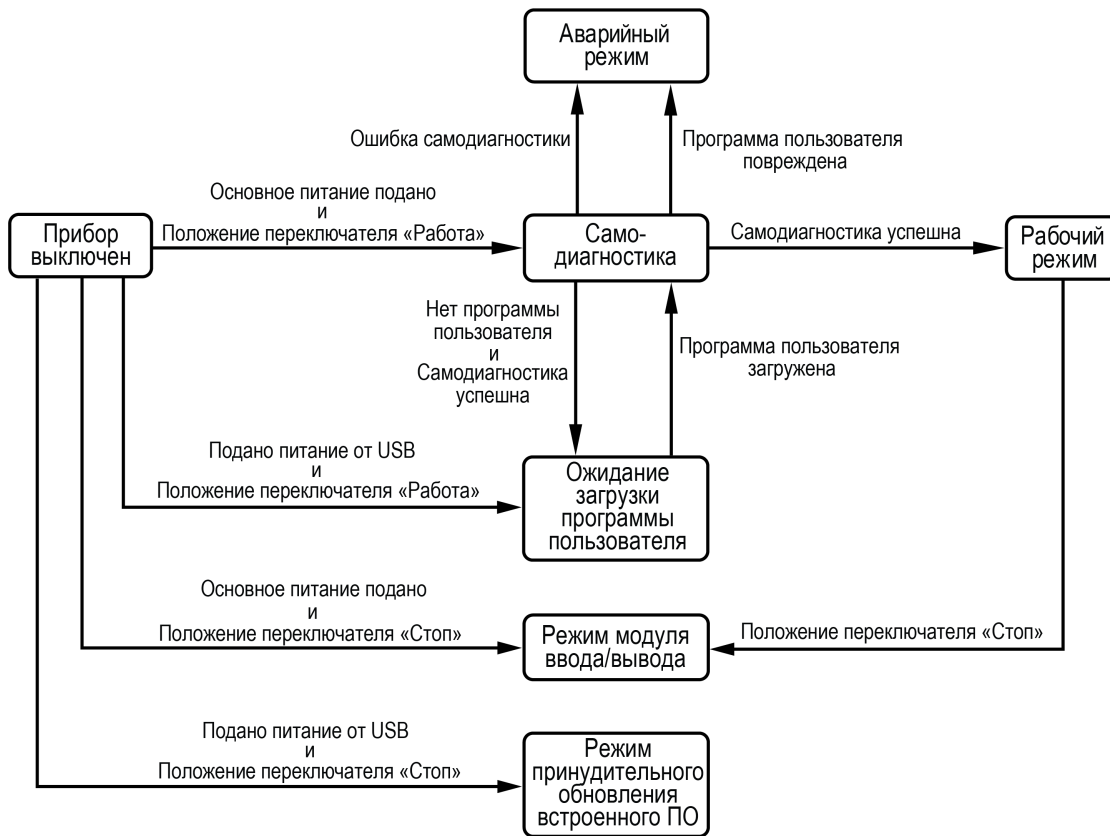 Аварийный
режим
Ошибка самодиагностики
Программа пользователя
повреждена
Основное питание подано
и
Положение переключателя «Работа»
Прибор
выключен
Само-
диагностика
Самодиагностика успешна
Рабочий
режим
Нет программы
пользователя
и
Самодиагностика
успешна
Программа пользователя
загружена
Подано питание от USB
и
Положение переключателя «Работа»
Ожидание
загрузки
программы
пользователя
Основное питание подано
и
Положение переключателя «Стоп»
Режим модуля
ввода/вывода
Положение переключателя «Стоп»
Подано питание от USB
и
Положение переключателя «Стоп»
Режим
принудительного
обновления
встроенного ПО